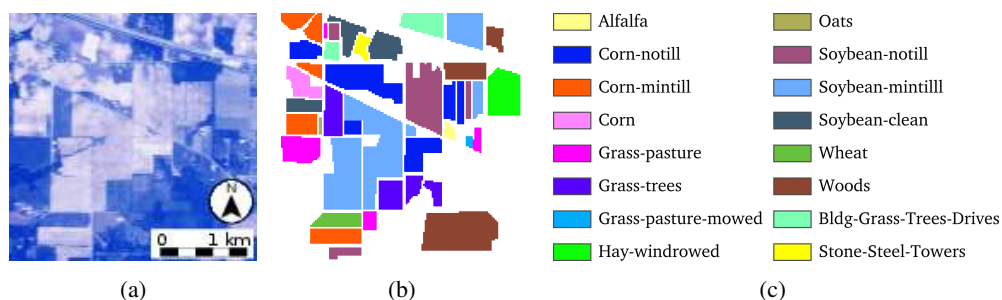 N
0 1 km
(a)
(b)
Alfalfa
Corn-notill
Corn-mintill
Corn
Grass-pasture
Grass-trees
Grass-pasture-mowed
Hay-windrowed
Oats
Soybean-notill
Soybean-mintilll
Soybean-clean
Wheat
Woods
Bldg-Grass-Trees-Drives
Stone-Steel-Towers
(c)